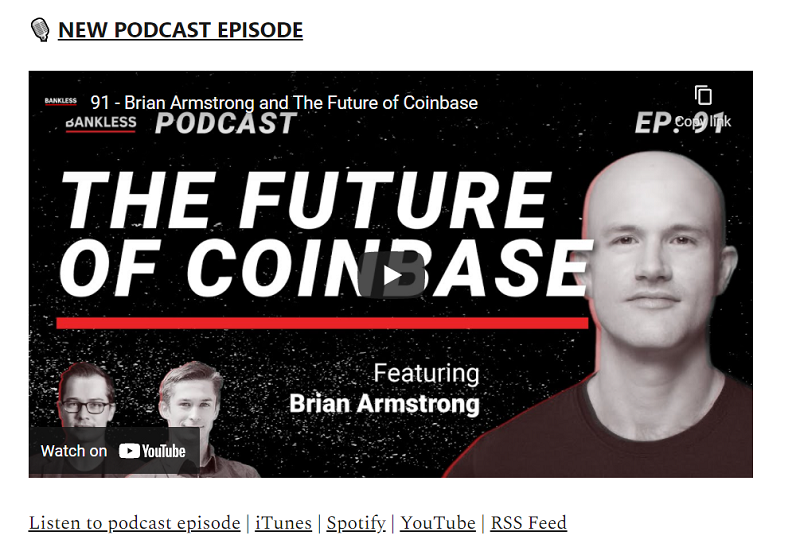 NEW PODCAST EPISODE
BANKLESS 91 - Brian Armstrong and The Future of Coinbase
BANKLESS PODCAST EP. 91
Copy link
THE FUTURE
OF COINBASE
Featuring
Brian Armstrong
Watch on YouTube
Listen to podcast episode | iTunes | Spotify | YouTube | RSS Feed